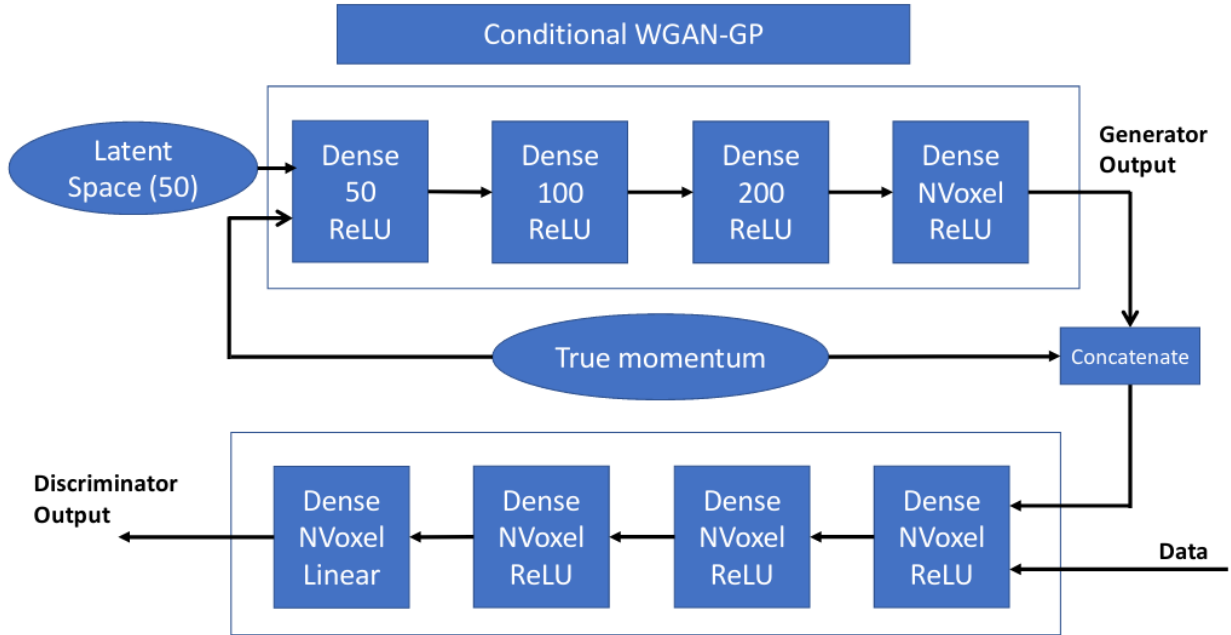 Conditional WGAN-GP
Latent
Space (50)
Dense
50
ReLU
Dense
100
ReLU
Dense
200
ReLU
Dense
NVoxel
ReLU
Generator
Output
True momentum
Concatenate
Discriminator
Output
Dense
NVoxel
Linear
Dense
NVoxel
ReLU
Dense
NVoxel
ReLU
Dense
NVoxel
ReLU
Data